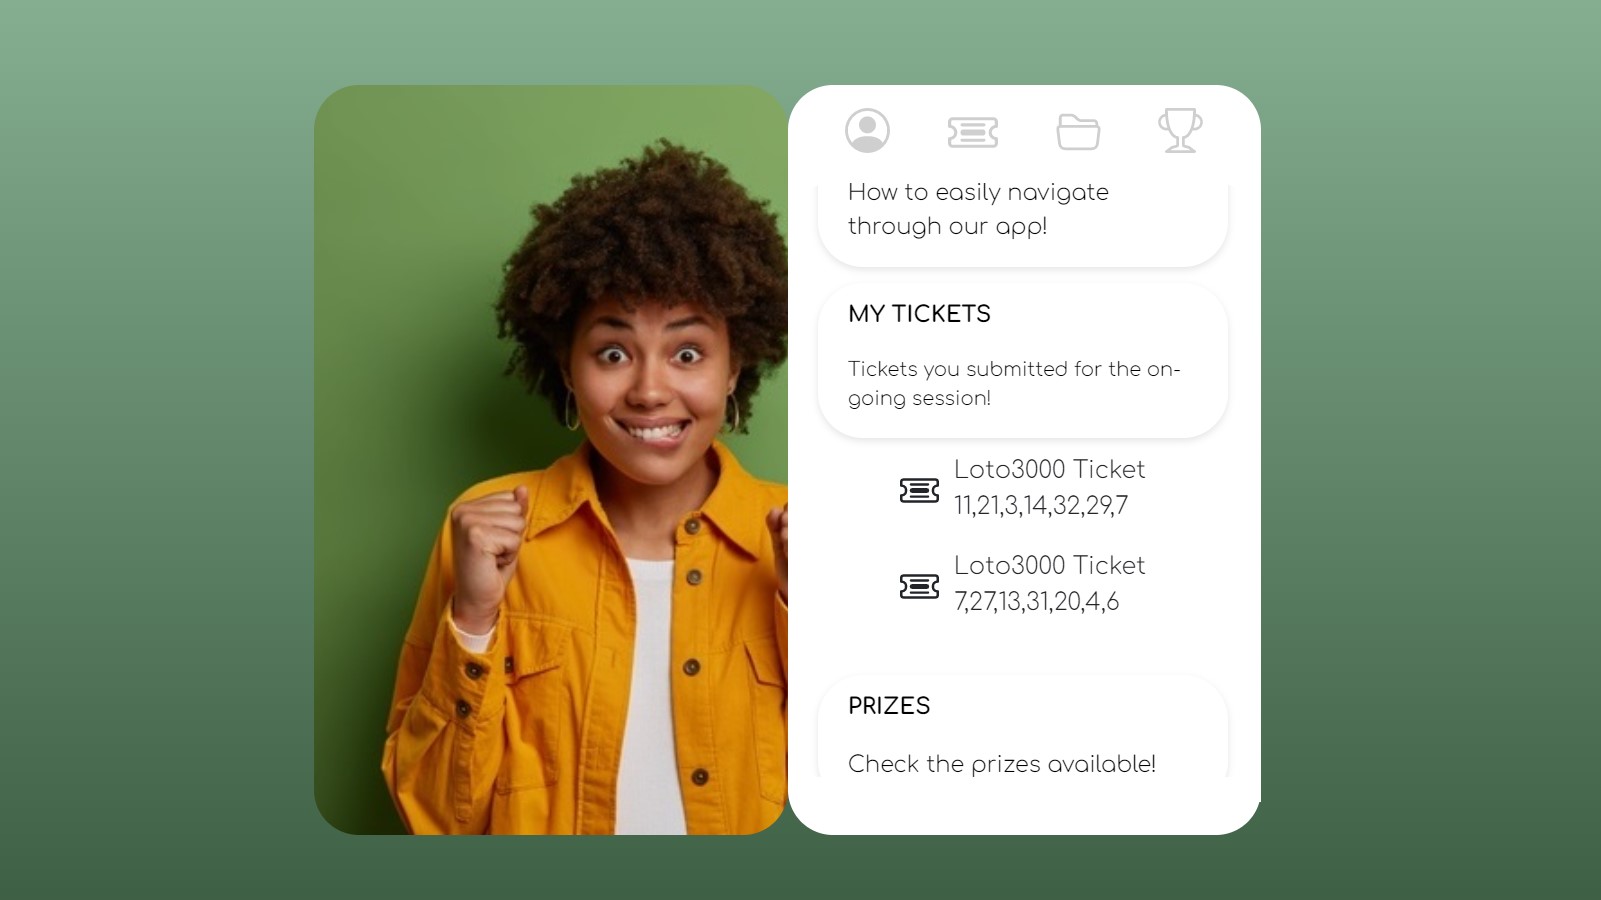 How to easily navigate
through our app!
MY TICKETS
Tickets you submitted for the on-
going session!
Loto3000 Ticket
11,21,3,14,32,29,7
Loto3000 Ticket
7,27,13,31,20,4,6
PRIZES
Check the prizes available!